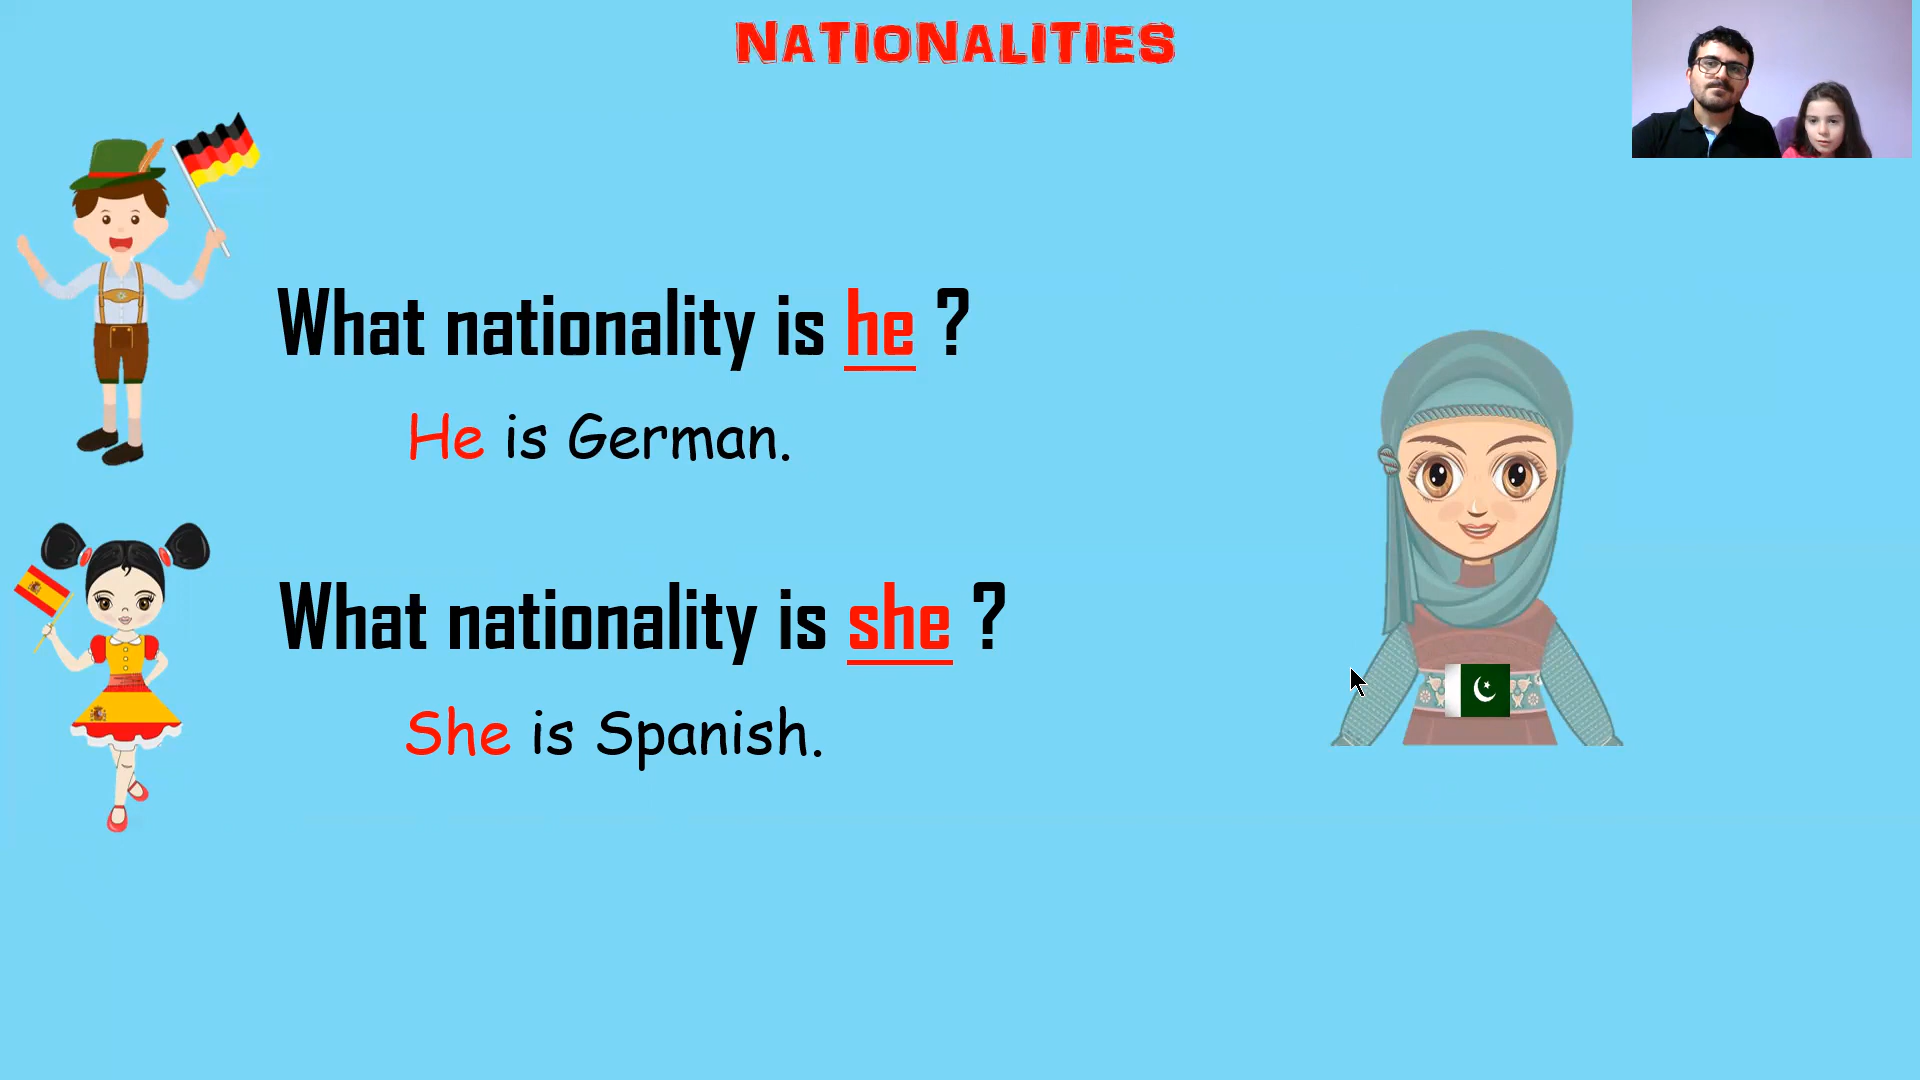 NATIONALITIES
What nationality is he ?
He is German.
What nationality is she ?
She is Spanish.